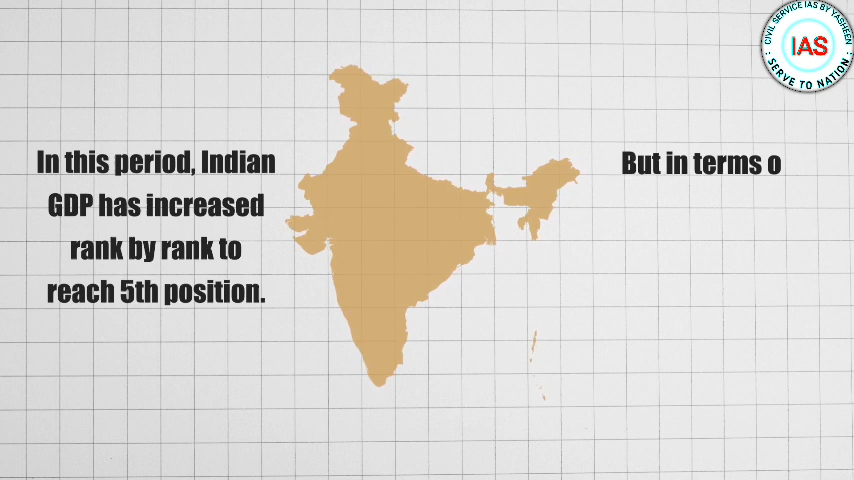 CIVIL SERVICE IAS BY YASHEEN
IAS
: SERVE TO NATION :
In this period, Indian
GDP has increased
rank by rank to
reach 5th position.
But in terms o